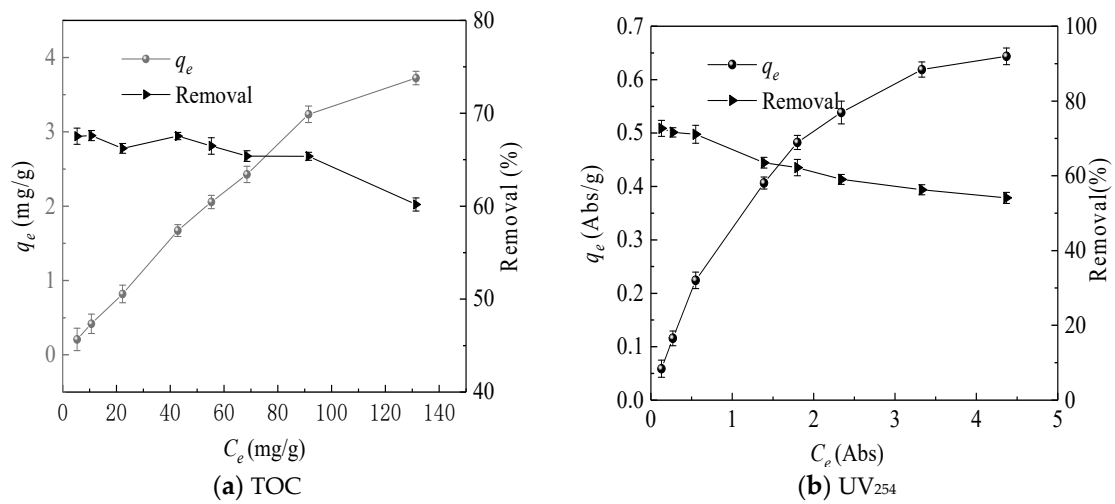 4
3
2
1
0
q_e (mg/g)
q_e
Removal
80
70
60
50
40
Removal (%)
0 20 40 60 80 100 120 140
C_e (mg/g)
(a) TOC
0.7
0.6
0.5
0.4
0.3
0.2
0.1
0.0
q_e (Abs/g)
q_e
Removal
100
80
60
40
20
0
Removal (%)
0 1 2 3 4 5
C_e (Abs)
(b) UV₂₅₄